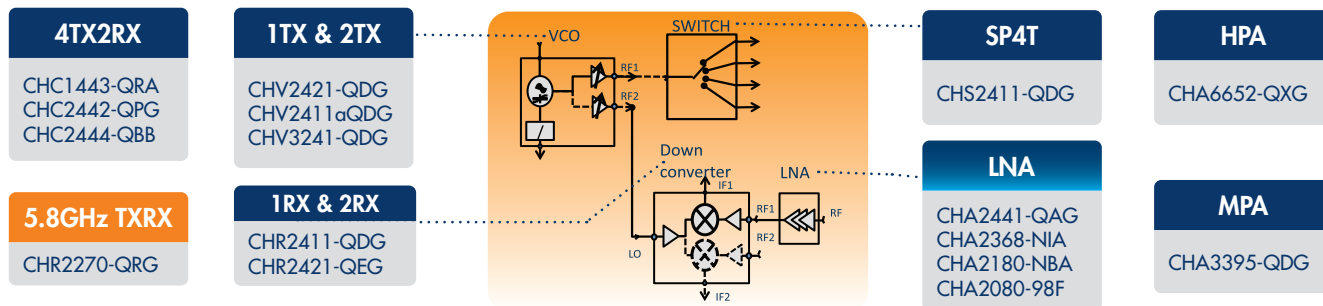 4TX2RX
CHC1443-QRA
CHC2442-QPG
CHC2444-QBB
5.8GHz TXRX
CHR2270-QRG
1TX & 2TX
CHV2421-QDG
CHV2411aQDG
CHV3241-QDG
1RX & 2RX
CHR2411-QDG
CHR2421-QEG
VCO
SWITCH
RF1
RF2
Down
converter
LNA
IF1
RF1
RF
RF2
LO
IF2
SP4T
CHS2411-QDG
LNA
CHA2441-QAG
CHA2368-NIA
CHA2180-NBA
CHA2080-98F
HPA
CHA6652-QXG
MPA
CHA3395-QDG